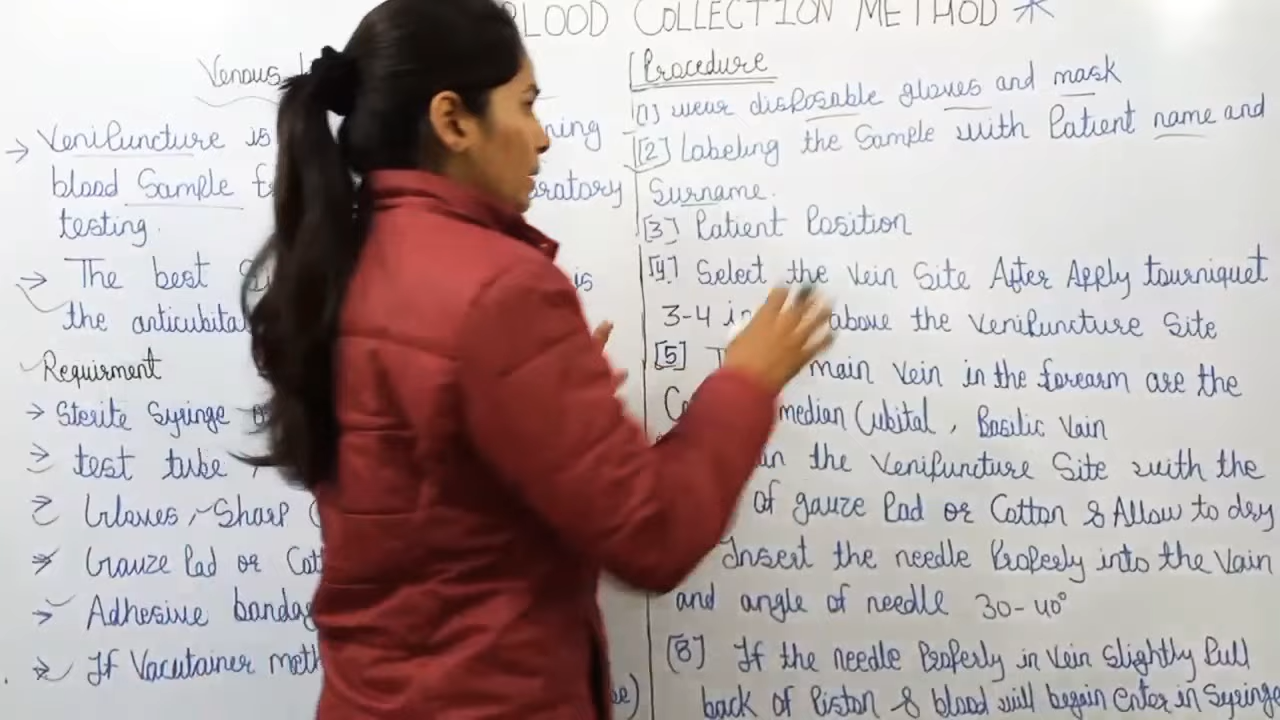 BLOOD COLLECTION METHOD
Venous
→ Venipuncture is
blood Sample
testing.
→ The best is
the anticubital
Requirment
→ Sterite Syringe
→ test tube
Gloves, Sharp
→ Gauze Pad or
→ Adhesive
→ If Vacutainer
Procedure
(1) wear disposable gloves and mask
[2] Labeling the Sample with Patient name and
Surname.
[3] Patient Position
[4] Select the Vein Site After Apply tourniquet
3-4 above the Venipuncture Site
[5] main Vein in the forearm are the
median Cubital, Basilic Vain
the Venipuncture Site with the
of gauze Pad or Cotton & Allow to dry
Insert the needle Properly into the Vain
and angle of needle 30-40°
[8] If the needle Properly in Vein Slightly Pull
back of Piston & blood will begain enter in Syringe